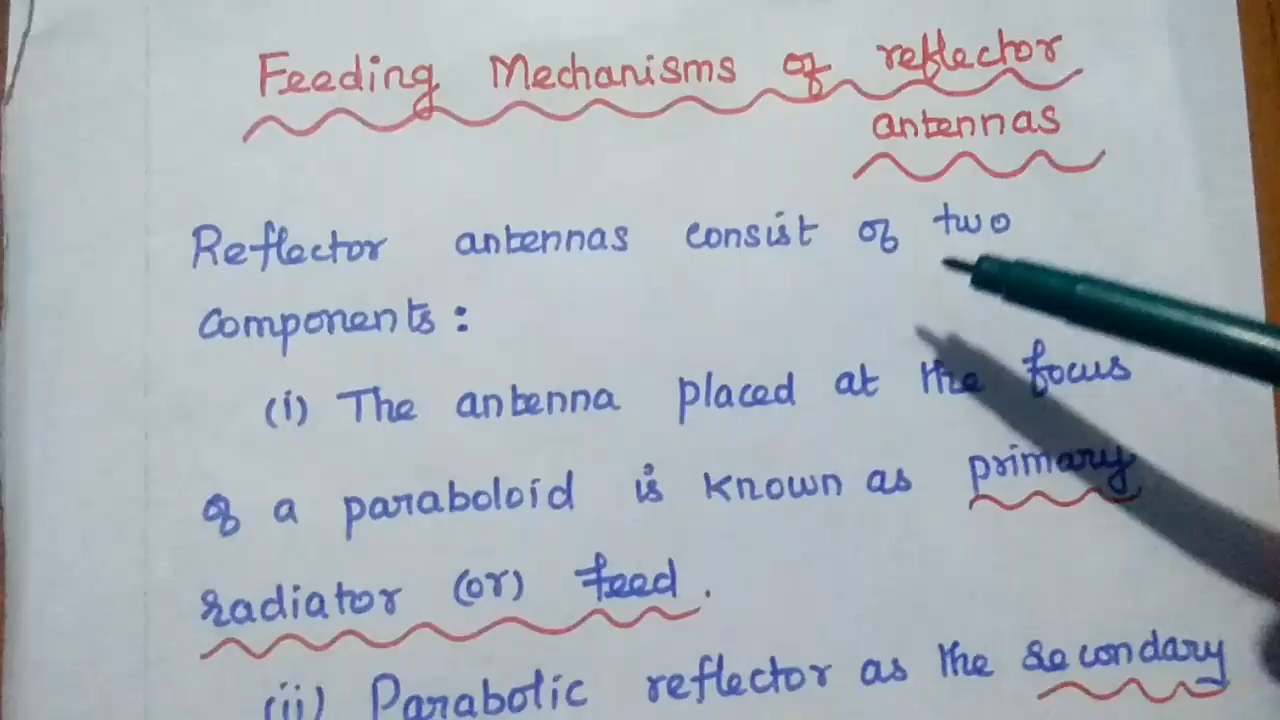 Feeding Mechanisms of reflector
antennas
Reflector antennas consist of two
components:
(i) The antenna placed at the focus
of a paraboloid is known as primary
radiator (or) feed.
(ii) Parabolic reflector as the secondary